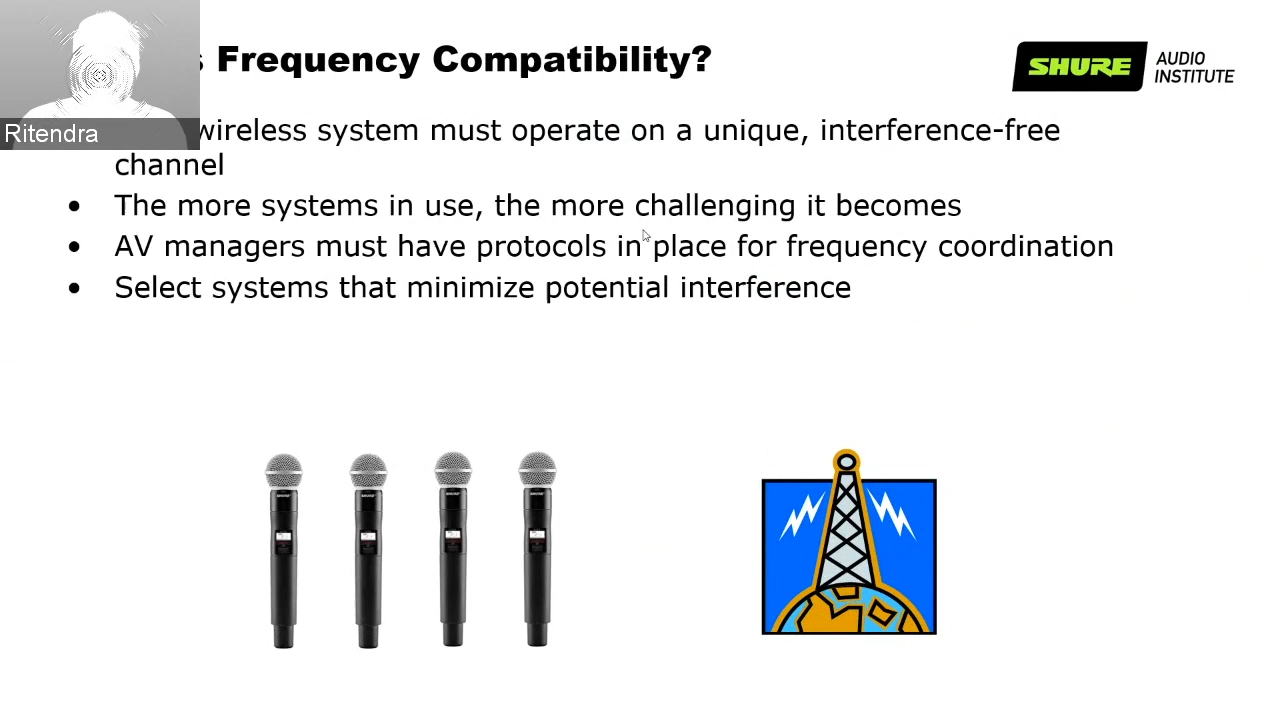 s Frequency Compatibility?
SHURE AUDIO
INSTITUTE
Ritendra
wireless system must operate on a unique, interference-free
channel
• The more systems in use, the more challenging it becomes
• AV managers must have protocols in place for frequency coordination
• Select systems that minimize potential interference